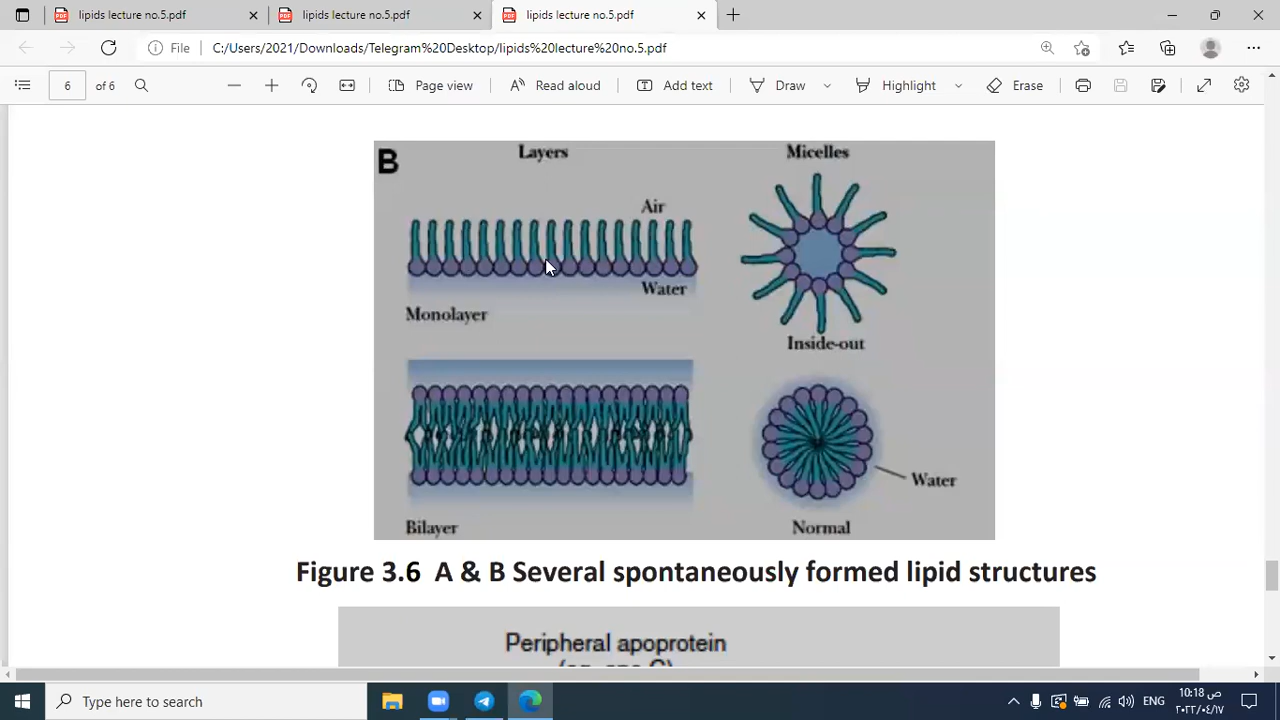 lipids lecture no.5.pdf
lipids lecture no.5.pdf
lipids lecture no.5.pdf
File
C:/Users/2021/Downloads/Telegram%20Desktop/lipids%20lecture%20no.5.pdf
6 of 6
Page view
Read aloud
Add text
Draw
Highlight
Erase
B
Layers
Micelles
Air
Water
Monolayer
Inside-out
Water
Bilayer
Normal
Figure 3.6 A & B Several spontaneously formed lipid structures
Peripheral apoprotein
Type here to search
ENG
10:18 ص
٢٠٢٢/٠٤/١٧